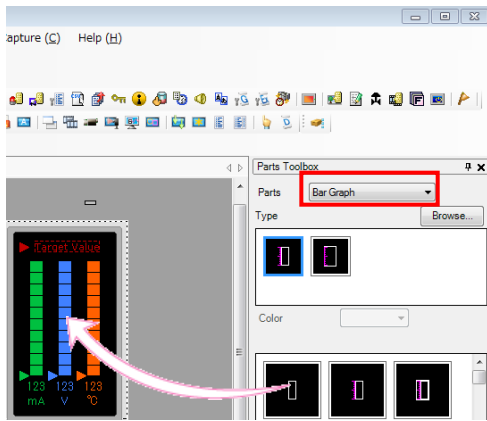 apture (C) Help (H)
Parts Toolbox
Parts Bar Graph
Type Browse...
Color
Target Value
123 123 123
mA V °C